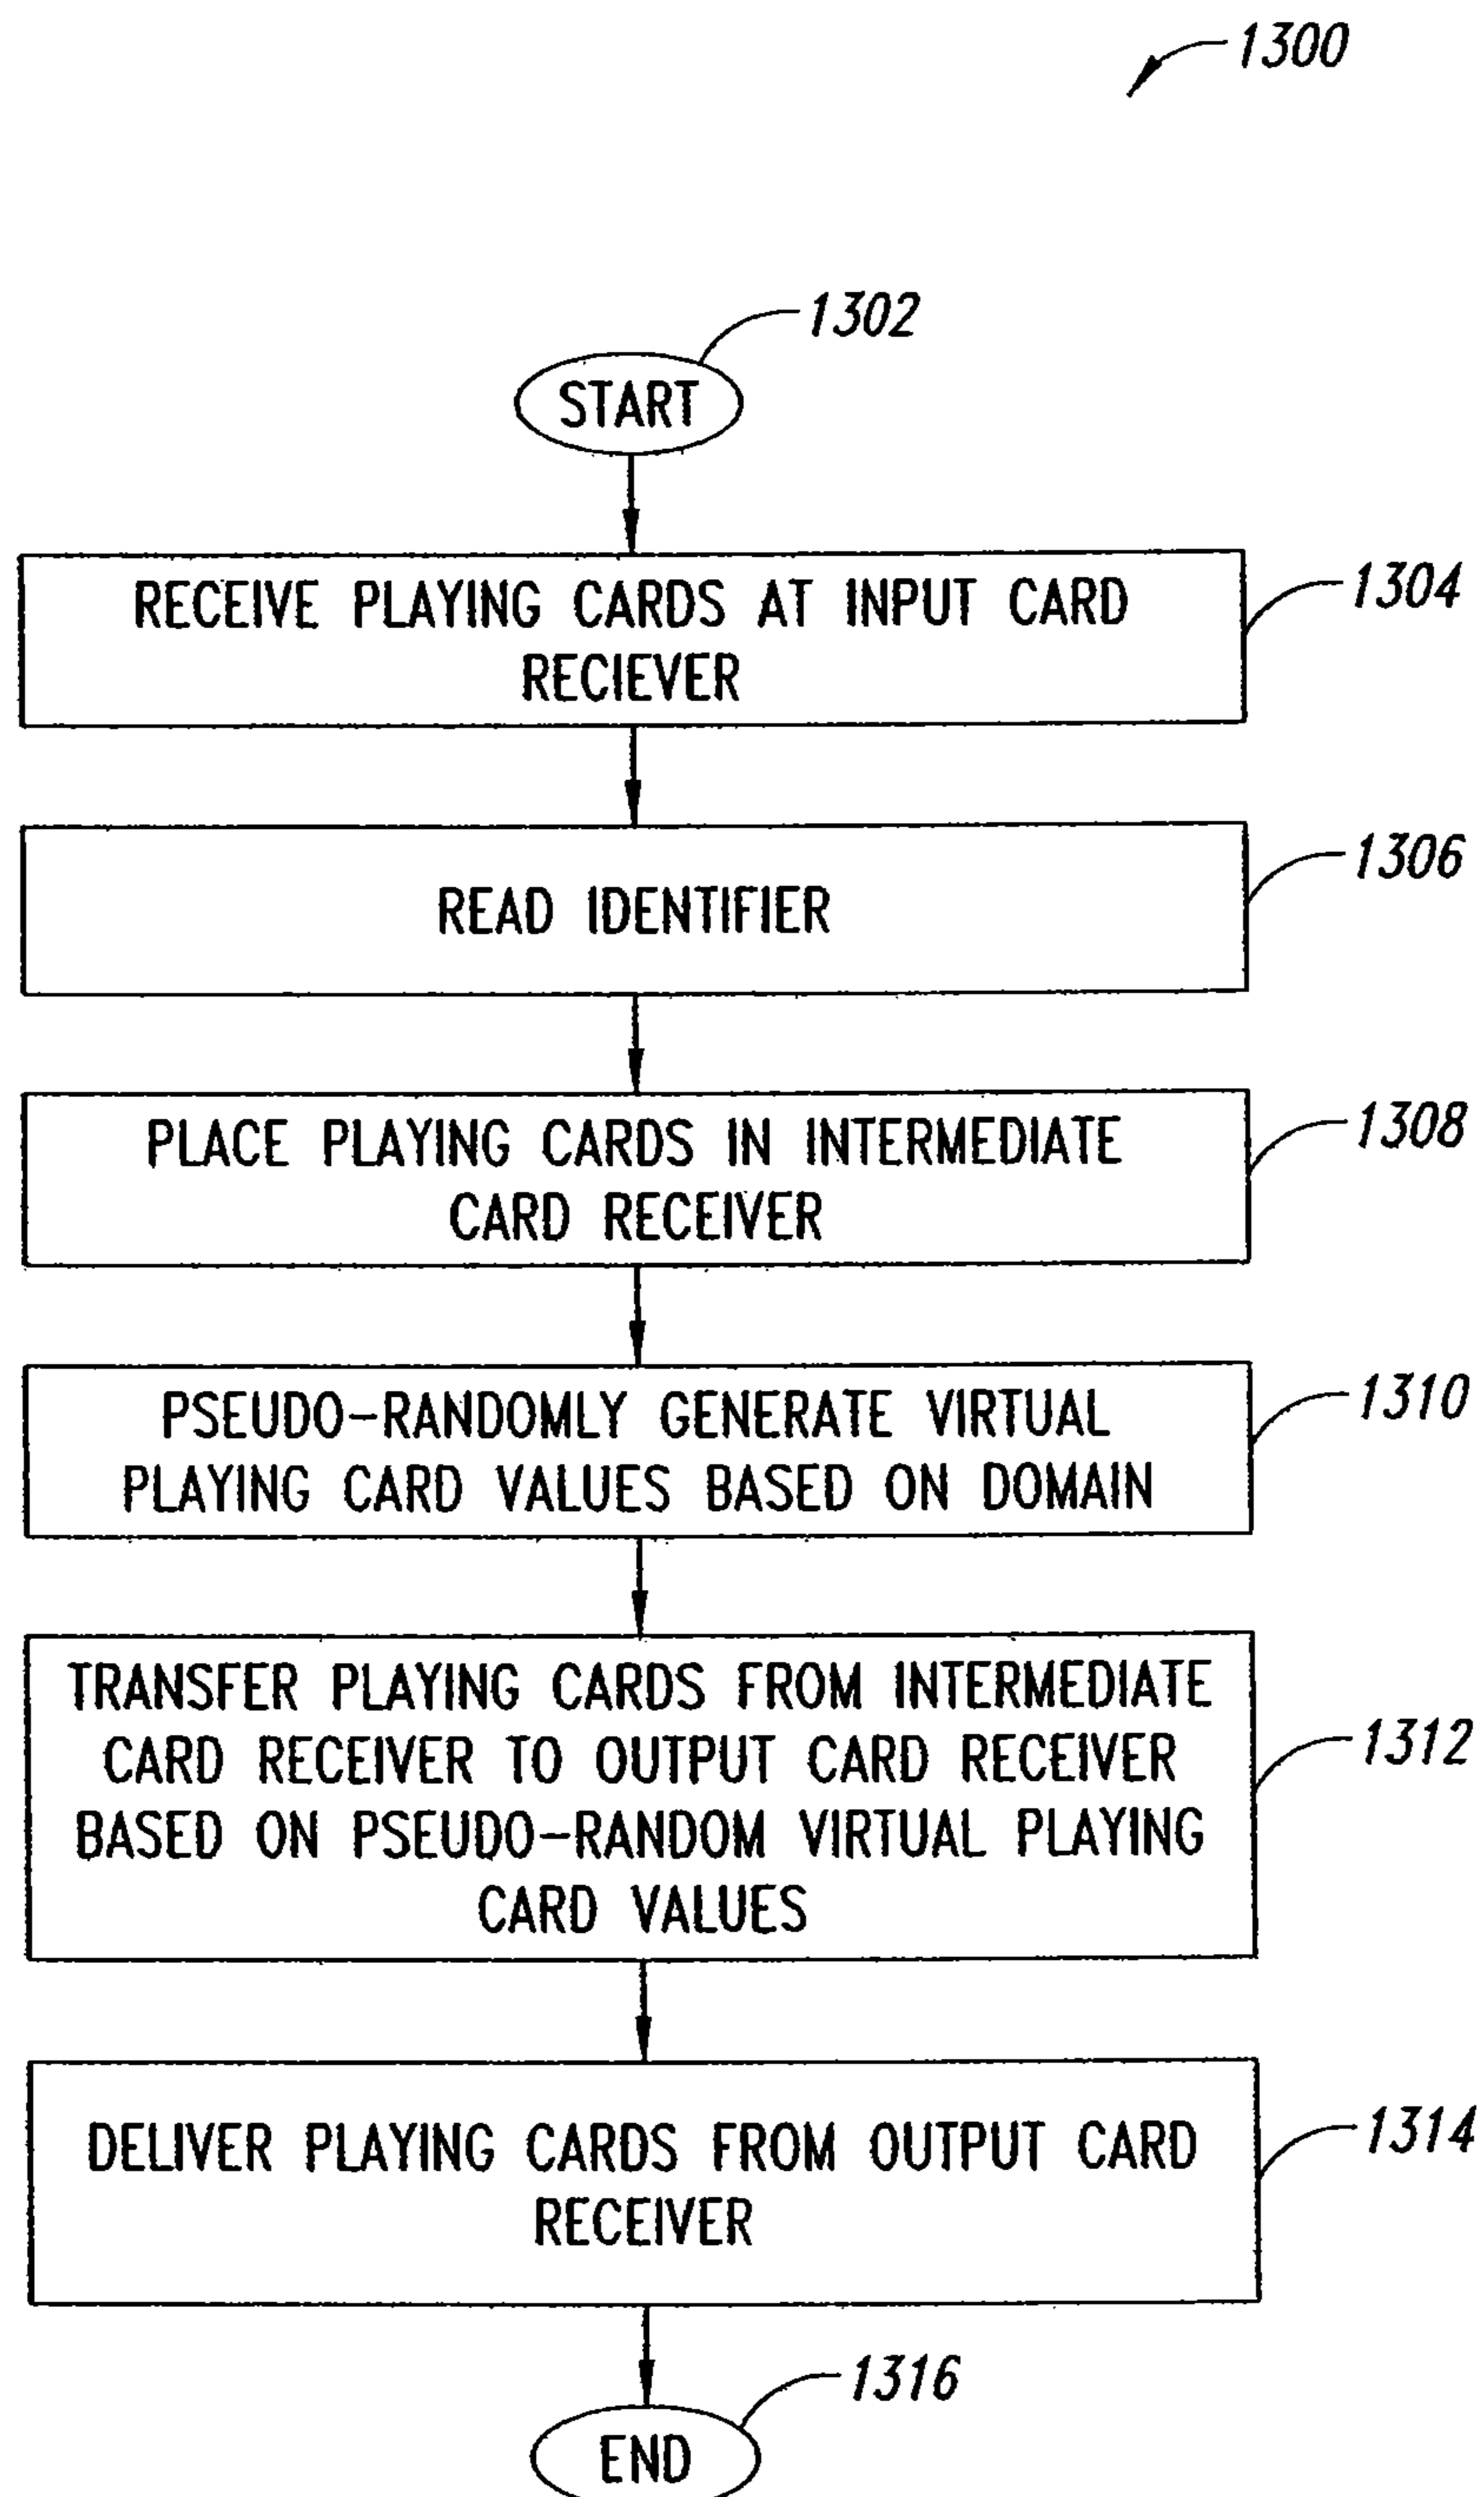 1300
1302
START
RECEIVE PLAYING CARDS AT INPUT CARD
RECIEVER
1304
READ IDENTIFIER
1306
PLACE PLAYING CARDS IN INTERMEDIATE
CARD RECEIVER
1308
PSEUDO-RANDOMLY GENERATE VIRTUAL
PLAYING CARD VALUES BASED ON DOMAIN
1310
TRANSFER PLAYING CARDS FROM INTERMEDIATE
CARD RECEIVER TO OUTPUT CARD RECEIVER
BASED ON PSEUDO-RANDOM VIRTUAL PLAYING
CARD VALUES
1312
DELIVER PLAYING CARDS FROM OUTPUT CARD
RECEIVER
1314
1316
END